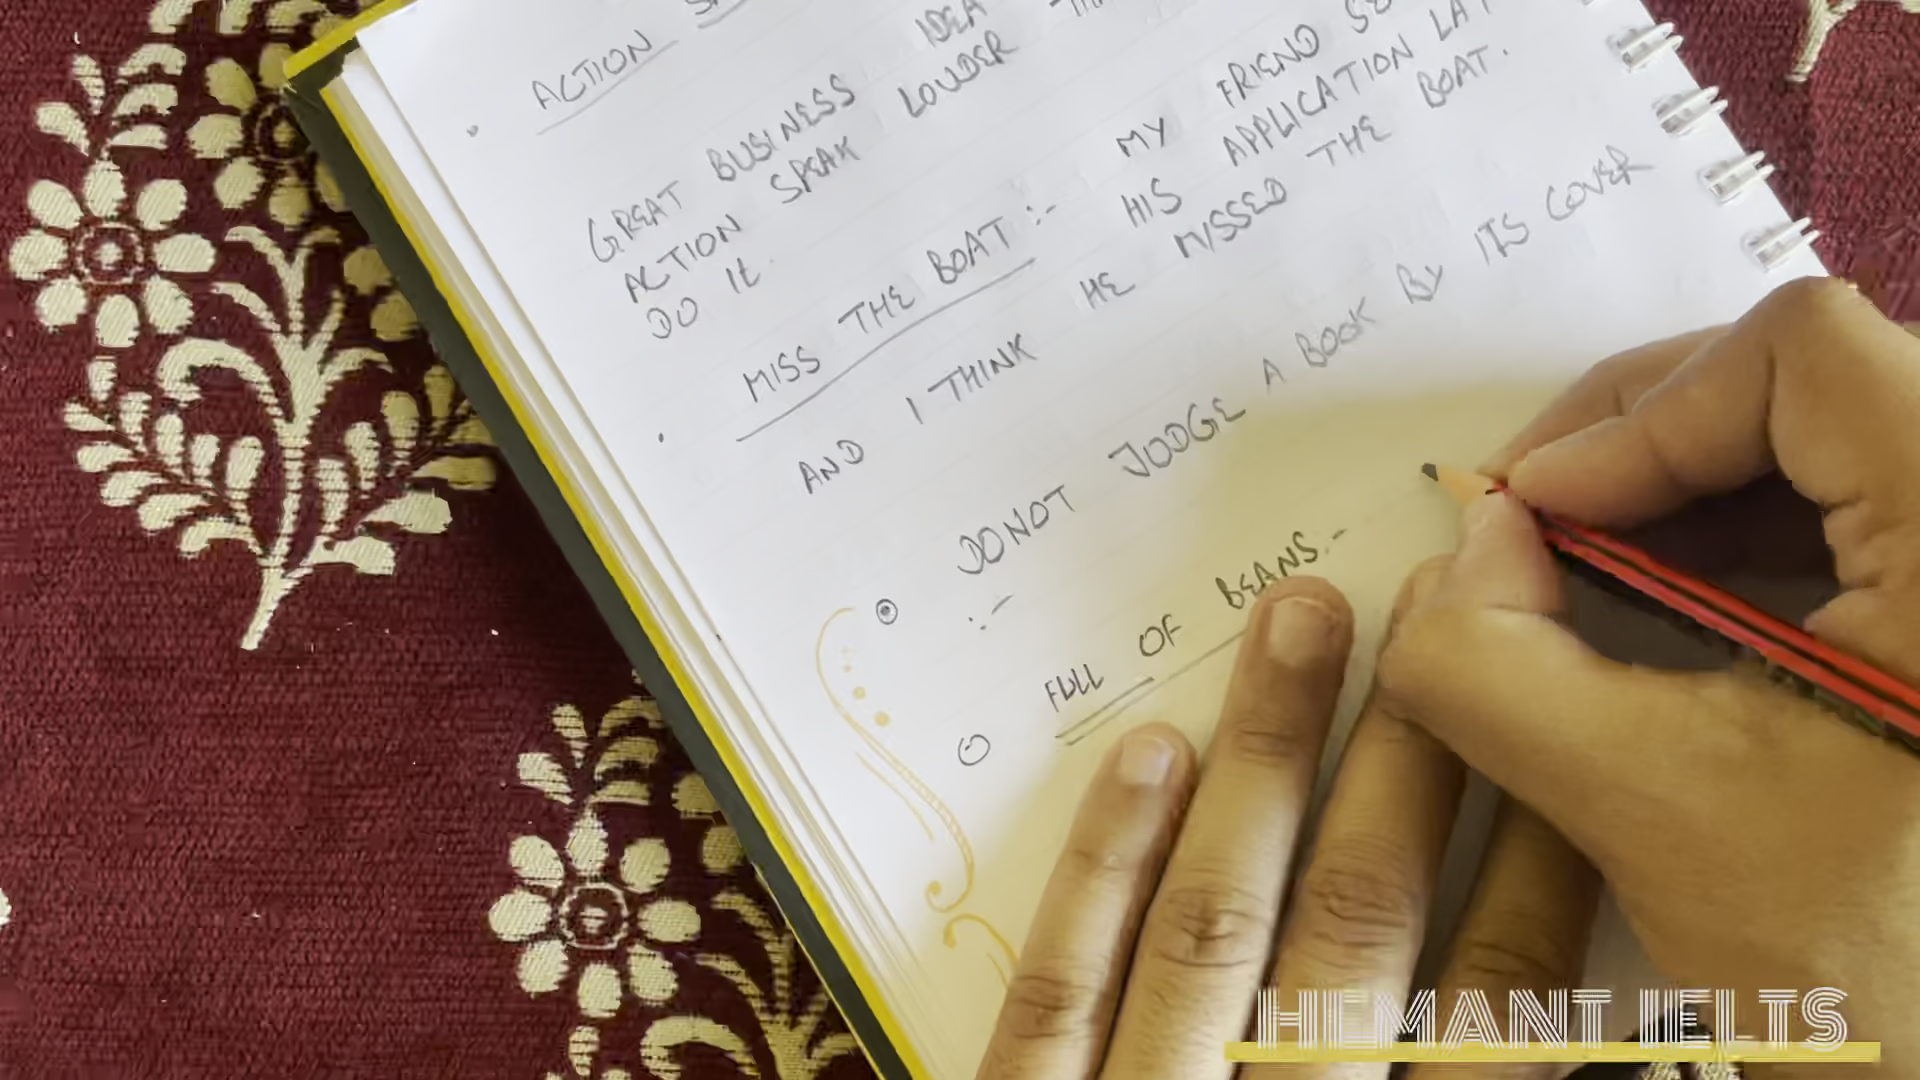 ACTION
GREAT BUSINESS IDEA
ACTION SPEAK LOUDER
DO It
MISS THE BOAT :- MY FRIEND
HIS APPLICATION
AND I THINK HE MISSED THE BOAT.
DONOT JUDGE A BOOK BY ITS COVER
:-
FULL OF BEANS:-
HEMANT IELTS